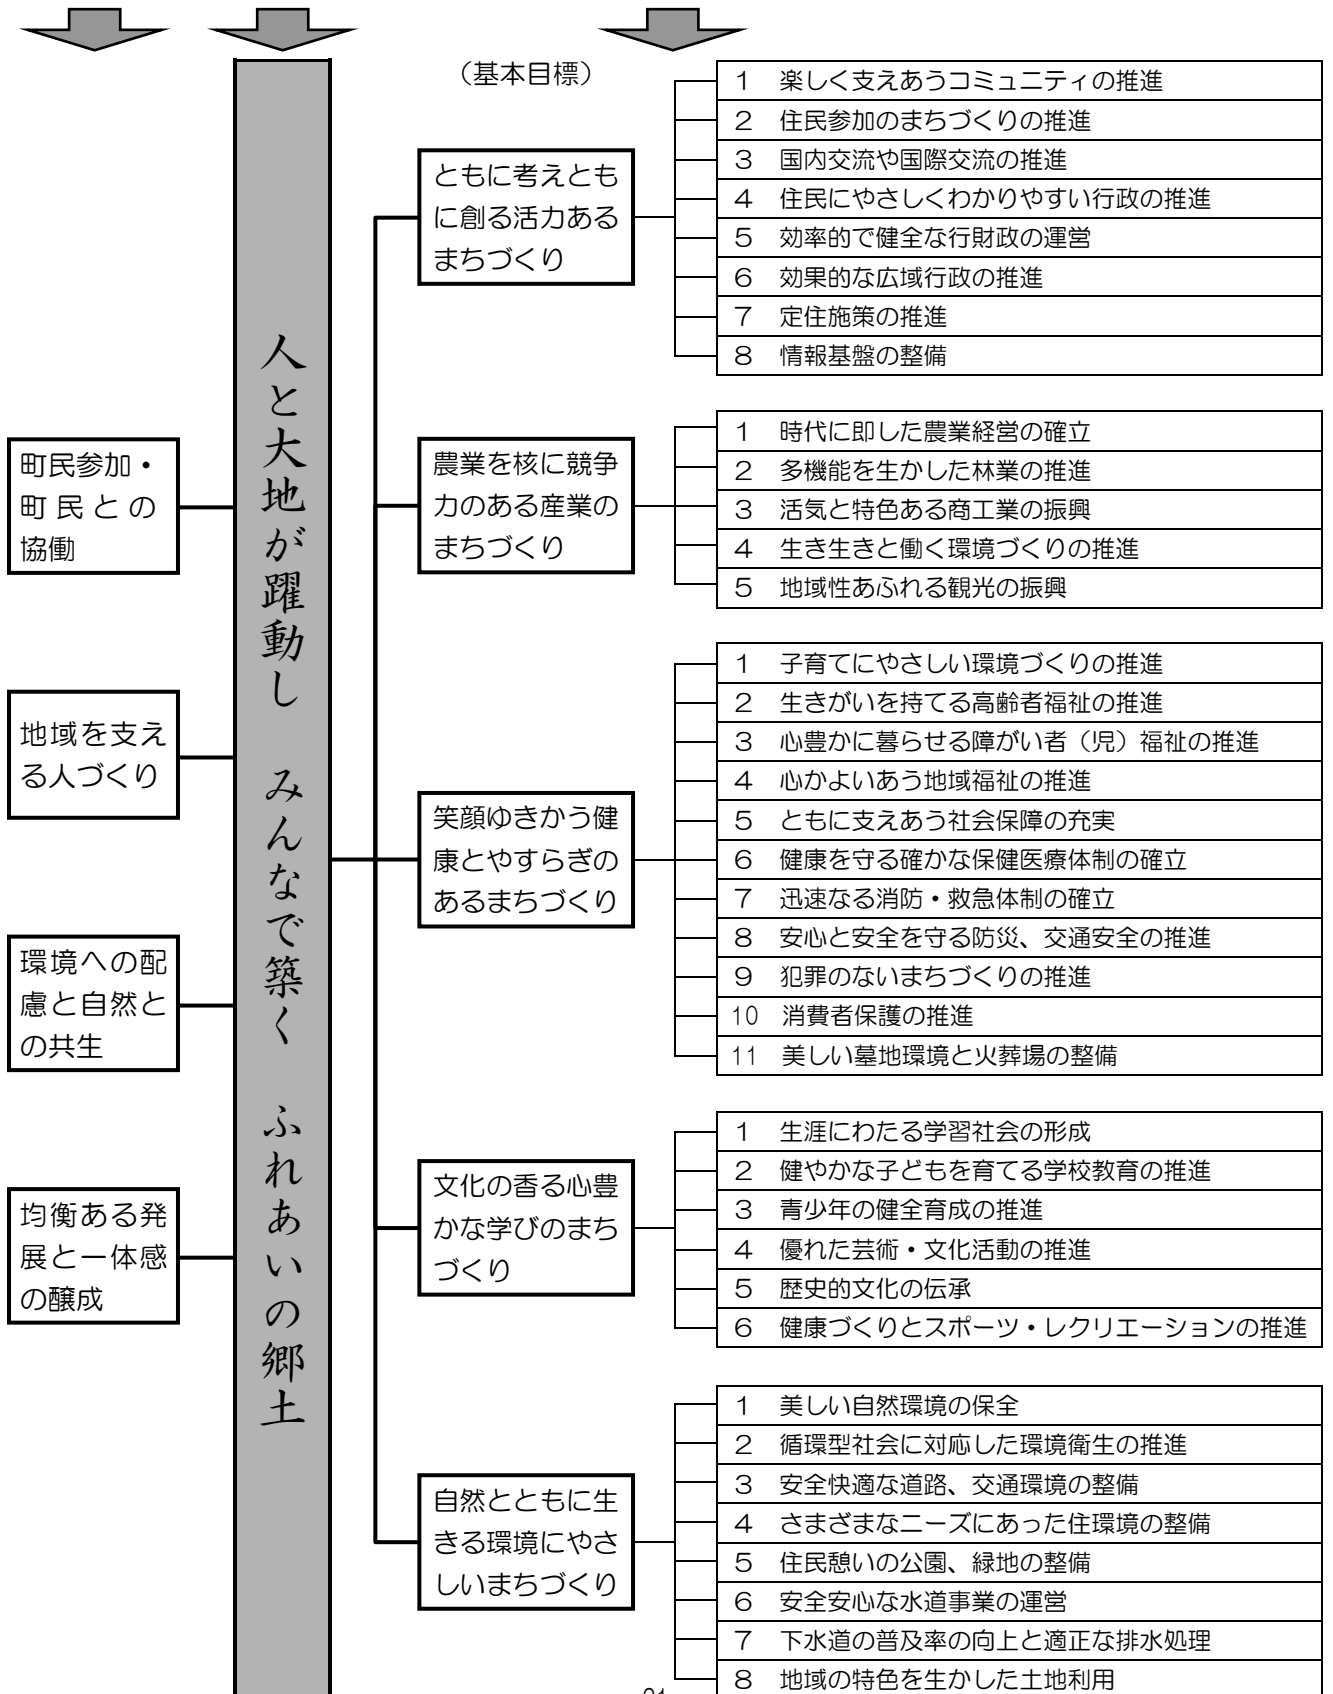 町民参加・
町民との
協働
地域を支え
る人づくり
環境への配
慮と自然と
の共生
均衡ある発
展と一体感
の醸成
人と大地が躍動し　みんなで築く　ふれあいの郷土
（基本目標）
ともに考えとも
に創る活力ある
まちづくり
1　楽しく支えあうコミュニティの推進
2　住民参加のまちづくりの推進
3　国内交流や国際交流の推進
4　住民にやさしくわかりやすい行政の推進
5　効率的で健全な行財政の運営
6　効果的な広域行政の推進
7　定住施策の推進
8　情報基盤の整備
農業を核に競争
力のある産業の
まちづくり
1　時代に即した農業経営の確立
2　多機能を生かした林業の推進
3　活気と特色ある商工業の振興
4　生き生きと働く環境づくりの推進
5　地域性あふれる観光の振興
笑顔ゆきかう健
康とやすらぎの
あるまちづくり
1　子育てにやさしい環境づくりの推進
2　生きがいを持てる高齢者福祉の推進
3　心豊かに暮らせる障がい者（児）福祉の推進
4　心かよいあう地域福祉の推進
5　ともに支えあう社会保障の充実
6　健康を守る確かな保健医療体制の確立
7　迅速なる消防・救急体制の確立
8　安心と安全を守る防災、交通安全の推進
9　犯罪のないまちづくりの推進
10　消費者保護の推進
11　美しい墓地環境と火葬場の整備
文化の香る心豊
かな学びのまち
づくり
1　生涯にわたる学習社会の形成
2　健やかな子どもを育てる学校教育の推進
3　青少年の健全育成の推進
4　優れた芸術・文化活動の推進
5　歴史的文化の伝承
6　健康づくりとスポーツ・レクリエーションの推進
自然とともに生
きる環境にやさ
しいまちづくり
1　美しい自然環境の保全
2　循環型社会に対応した環境衛生の推進
3　安全快適な道路、交通環境の整備
4　さまざまなニーズにあった住環境の整備
5　住民憩いの公園、緑地の整備
6　安全安心な水道事業の運営
7　下水道の普及率の向上と適正な排水処理
8　地域の特色を生かした土地利用